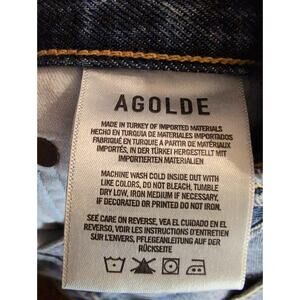 AGOLDE
MADE IN TURKEY OF IMPORTED MATERIALS
HECHO EN TURQUIA DE MATERIALES IMPORTADOS
FABRIQUÉ EN TURQUIE A PARTIR DE MATÉRIAUX
IMPORTÉS, IN DER TÜRKEI HERGESTELLT MIT
IMPORTIERTEN MATERIALIEN
MACHINE WASH COLD INSIDE OUT WITH
LIKE COLORS, DO NOT BLEACH, TUMBLE
DRY LOW, IRON MEDIUM IF NECESSARY,
IF DECORATED OR PRINTED DO NOT IRON.
SEE CARE ON REVERSE, VEA EL CUIDADO EN EL
REVERSO, VOIR LES INSTRUCTIONS D'ENTRETIEN
SUR L'ENVERS, PFLEGEANLEITUNG AUF DER
RÜCKSEITE